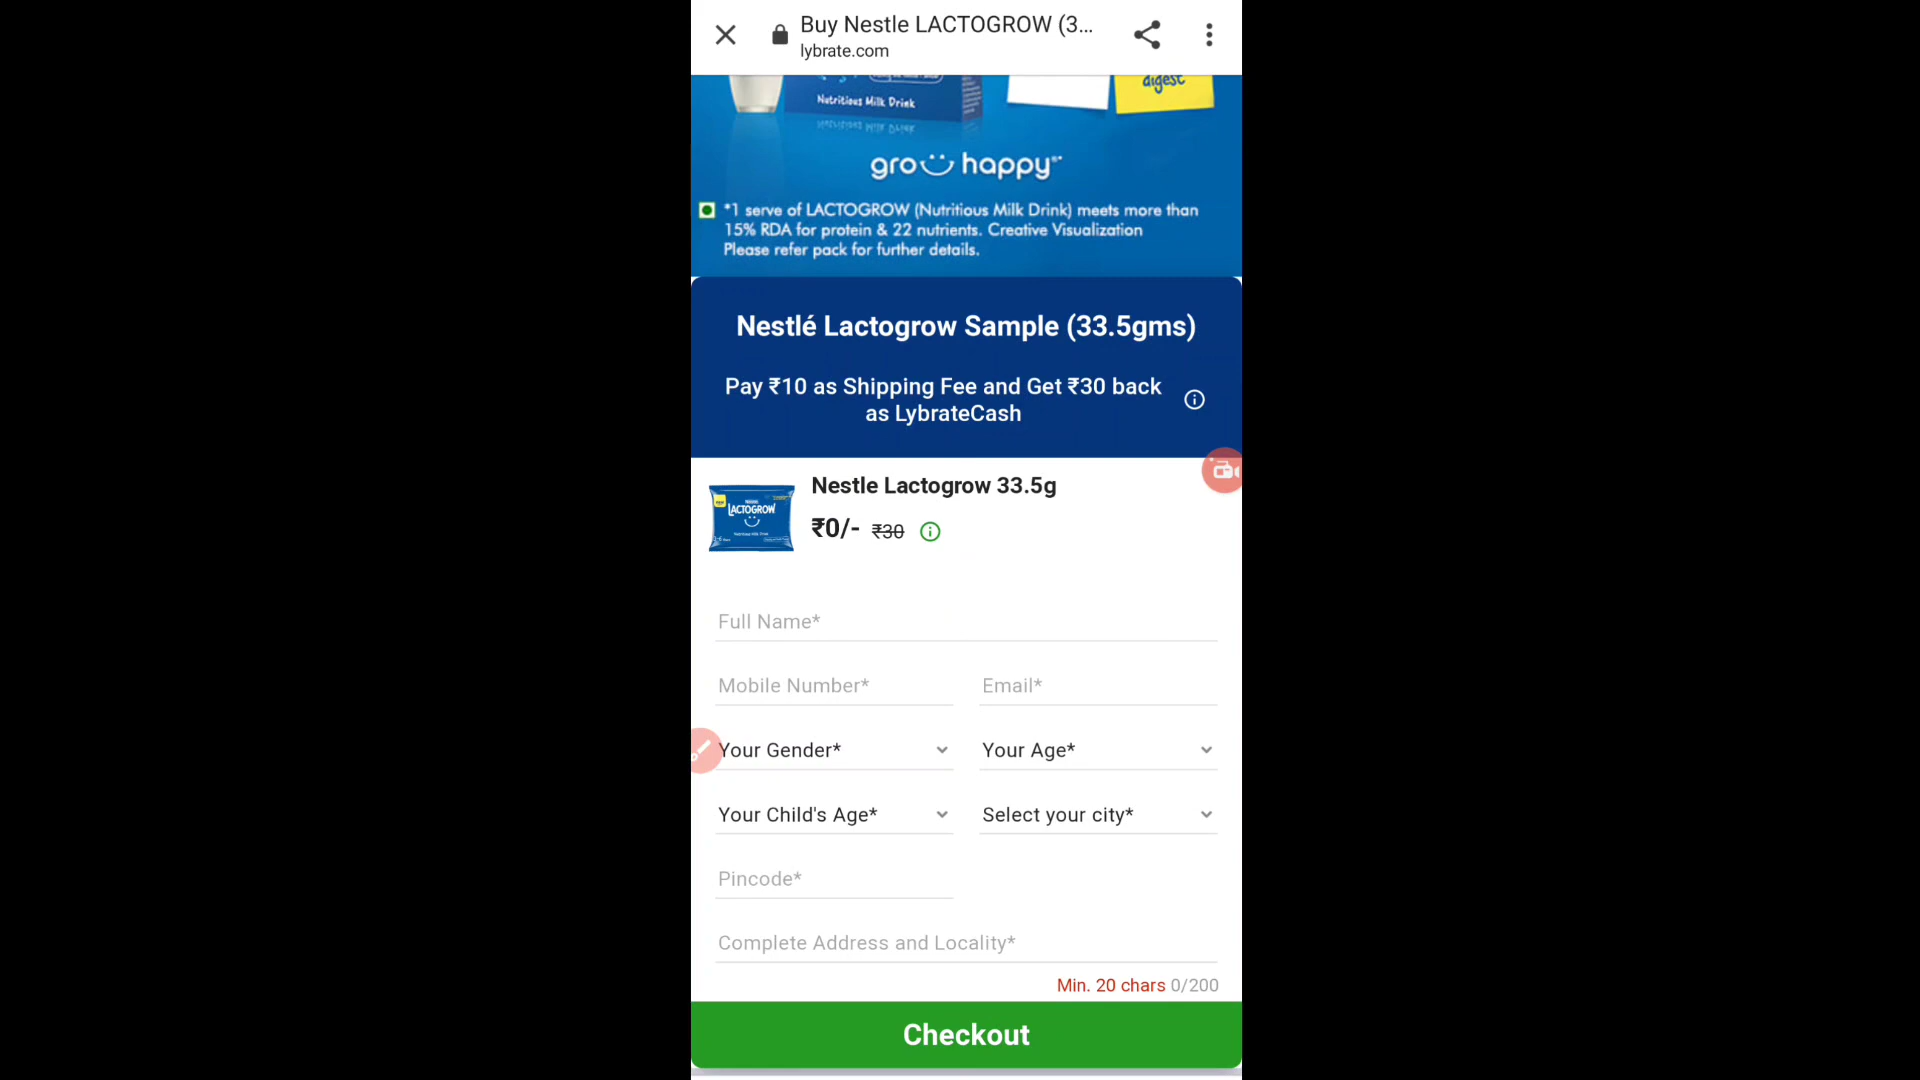 Buy Nestle LACTOGROW (3...
lybrate.com
digest
Nutritious Milk Drink
gro happy
*1 serve of LACTOGROW (Nutritious Milk Drink) meets more than
15% RDA for protein & 22 nutrients. Creative Visualization
Please refer pack for further details.
Nestlé Lactogrow Sample (33.5gms)
Pay ₹10 as Shipping Fee and Get ₹30 back
as LybrateCash
Nestle Lactogrow 33.5g
LACTOGROW
₹0/- ₹30
Full Name*
Mobile Number* Email*
Your Gender* Your Age*
Your Child's Age* Select your city*
Pincode*
Complete Address and Locality*
Min. 20 chars 0/200
Checkout